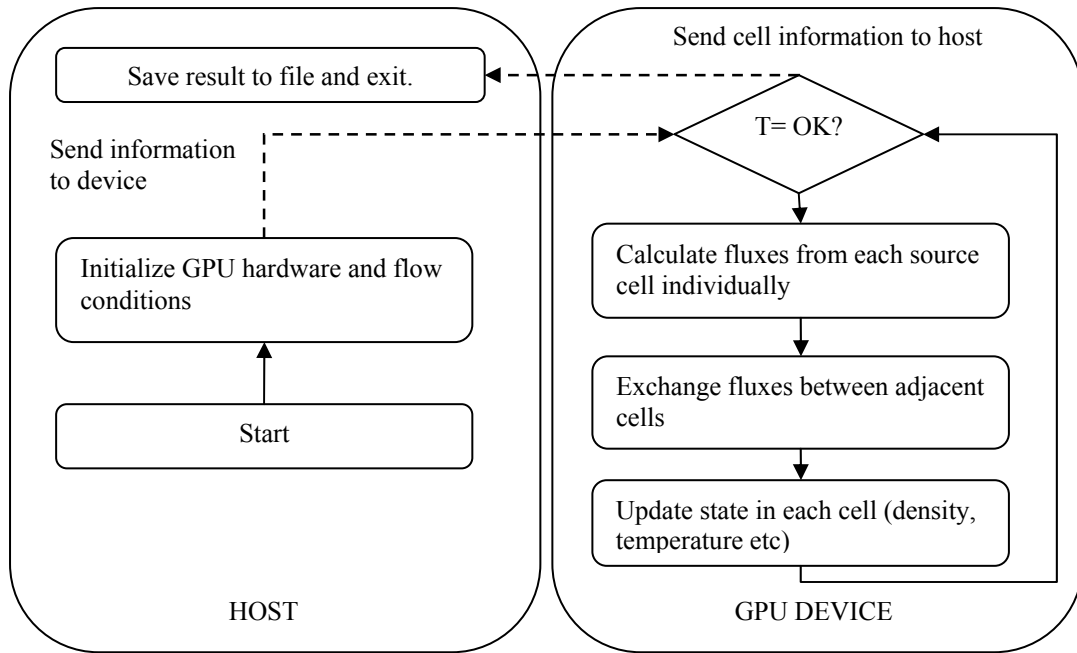 Send cell information to host
Save result to file and exit.
T= OK?
Send information
to device
Calculate fluxes from each source
cell individually
Initialize GPU hardware and flow
conditions
Exchange fluxes between adjacent
cells
Start
Update state in each cell (density,
temperature etc)
HOST
GPU DEVICE